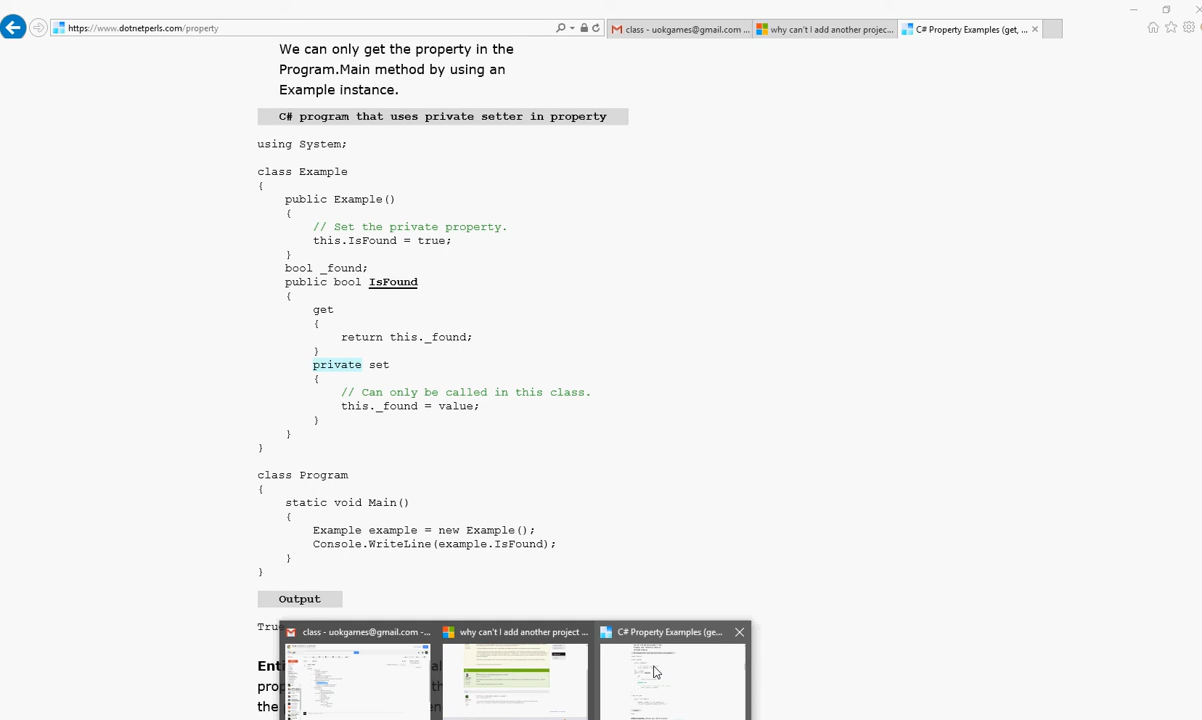 https://www.dotnetperls.com/property
class - uokgames@gmail.com ...
why can't I add another projec...
C# Property Examples (get, ...
We can only get the property in the
Program.Main method by using an
Example instance.
C# program that uses private setter in property
using System;
class Example
{
public Example()
{
// Set the private property.
this.IsFound = true;
}
bool _found;
public bool IsFound
{
get
{
return this._found;
}
private set
{
// Can only be called in this class.
this._found = value;
}
}
}
class Program
{
static void Main()
{
Example example = new Example();
Console.WriteLine(example.IsFound);
}
}
Output
True
class - uokgames@gmail.com -...
why can't I add another project ...
C# Property Examples (ge...
Ent
prop
the